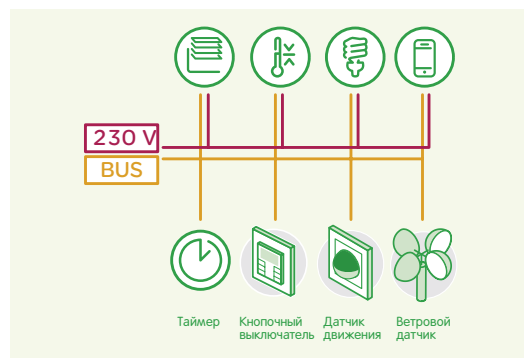 230 V
BUS
Таймер
Кнопочный
выключатель
Датчик
движения
Ветровой
датчик